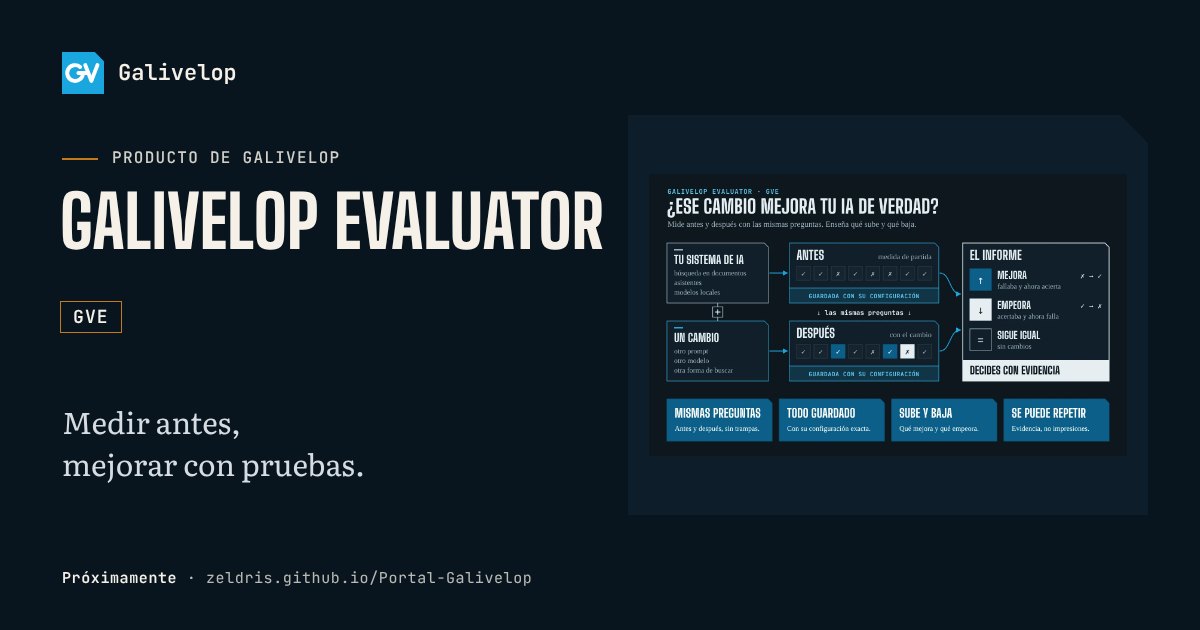 GV Galivelop
PRODUCTO DE GALIVELOP
GALIVELOP EVALUATOR
GVE
Medir antes,
mejorar con pruebas.
Próximamente · zeldris.github.io/Portal-Galivelop
GALIVELOP EVALUATOR · GVE
¿ESE CAMBIO MEJORA TU IA DE VERDAD?
Mide antes y después con las mismas preguntas. Enseña qué sube y qué baja.
TU SISTEMA DE IA
búsqueda en documentos
asistentes
modelos locales
+
UN CAMBIO
otro prompt
otro modelo
otra forma de buscar
ANTES medida de partida
✓ ✓ ✗ ✓ ✗ ✗ ✓ ✓
GUARDADA CON SU CONFIGURACIÓN
↓ las mismas preguntas ↓
DESPUÉS con el cambio
✓ ✓ ✓ ✓ ✗ ✓ ✗ ✓
GUARDADA CON SU CONFIGURACIÓN
EL INFORME
↑ MEJORA ✗ → ✓
fallaba y ahora acierta
↓ EMPEORA ✓ → ✗
acertaba y ahora falla
= SIGUE IGUAL
sin cambios
DECIDES CON EVIDENCIA
MISMAS PREGUNTAS
Antes y después, sin trampas.
TODO GUARDADO
Con su configuración exacta.
SUBE Y BAJA
Qué mejora y qué empeora.
SE PUEDE REPETIR
Evidencia, no impresiones.